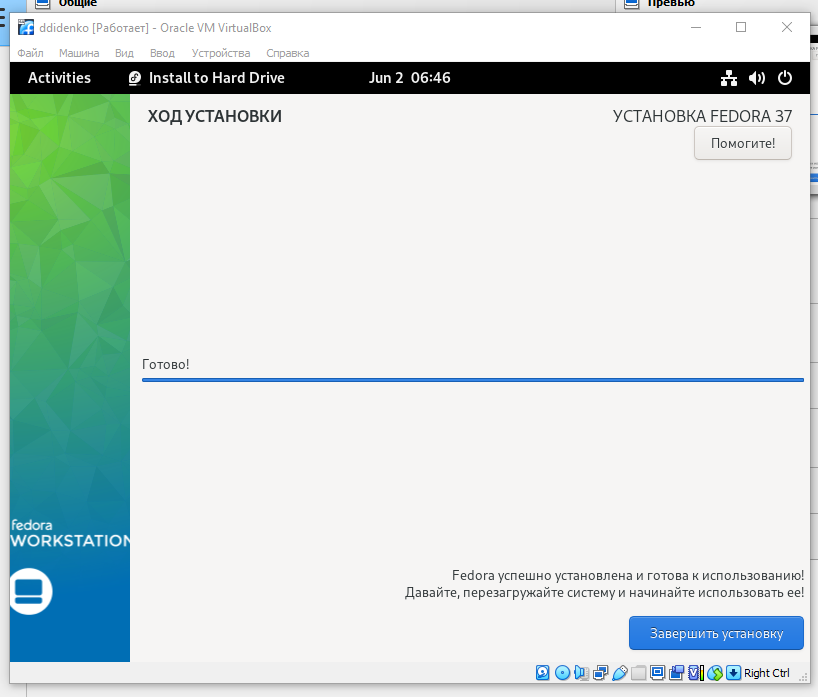 Общие
Превью
ddidenko [Работает] - Oracle VM VirtualBox
Файл Машина Вид Ввод Устройства Справка
Activities Install to Hard Drive Jun 2 06:46
ХОД УСТАНОВКИ
УСТАНОВКА FEDORA 37
Помогите!
Готово!
fedora
WORKSTATION
Fedora успешно установлена и готова к использованию!
Давайте, перезагружайте систему и начинайте использовать ее!
Завершить установку
Right Ctrl